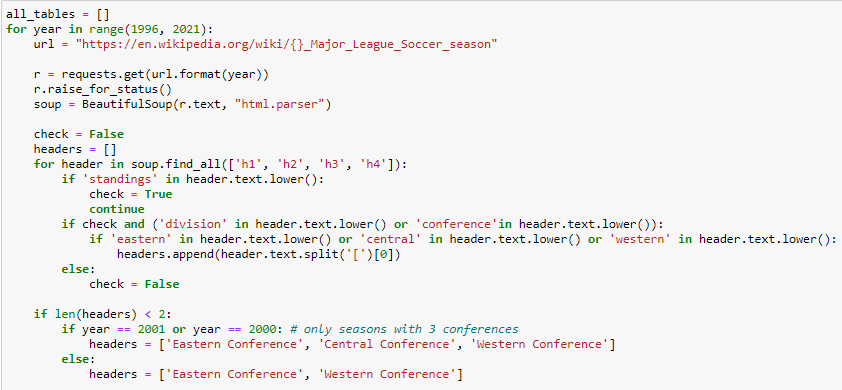 all_tables = []
for year in range(1996, 2021):
    url = "https://en.wikipedia.org/wiki/{}_Major_League_Soccer_season"

    r = requests.get(url.format(year))
    r.raise_for_status()
    soup = BeautifulSoup(r.text, "html.parser")

    check = False
    headers = []
    for header in soup.find_all(['h1', 'h2', 'h3', 'h4']):
        if 'standings' in header.text.lower():
            check = True
            continue
        if check and ('division' in header.text.lower() or 'conference'in header.text.lower()):
            if 'eastern' in header.text.lower() or 'central' in header.text.lower() or 'western' in header.text.lower():
                headers.append(header.text.split('[')[0])
        else:
            check = False

    if len(headers) < 2:
        if year == 2001 or year == 2000: # only seasons with 3 conferences
            headers = ['Eastern Conference', 'Central Conference', 'Western Conference']
        else:
            headers = ['Eastern Conference', 'Western Conference']